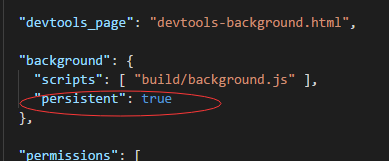 "devtools_page": "devtools-background.html",
"background": {
"scripts": [ "build/background.js" ],
"persistent": true
},
"permissions": [